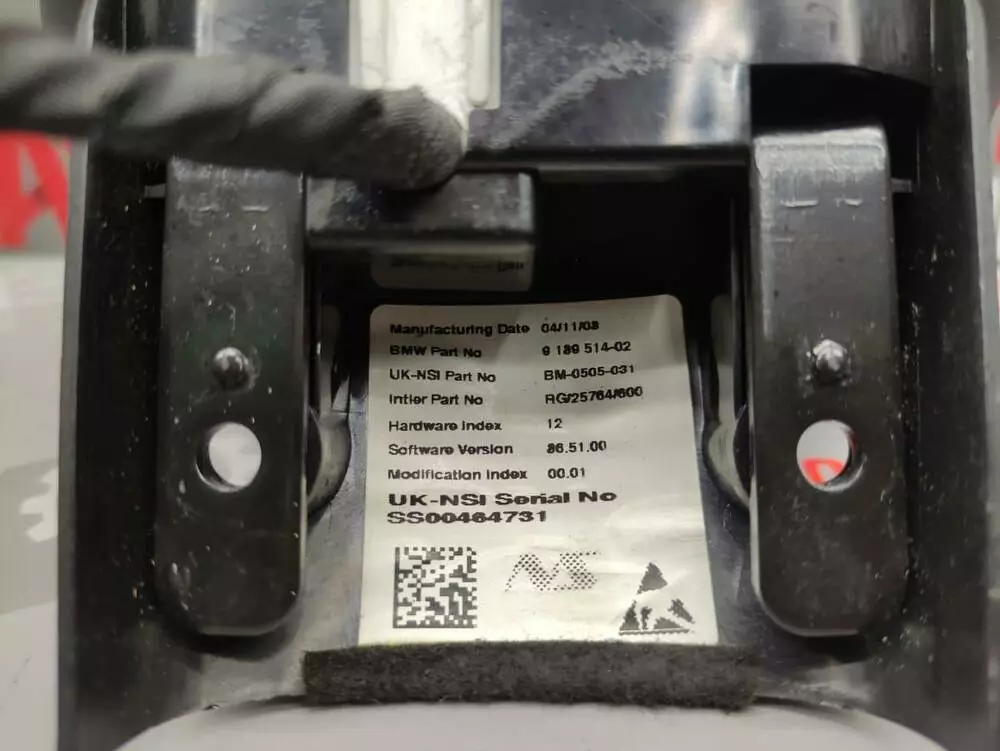 Manufacturing Date 04/11/08
BMW Part No 9 189 514-02
UK-NSI Part No BM-0505-031
Intier Part No RG/25764/600
Hardware Index 12
Software Version 86.51.00
Modification Index 00.01
UK-NSI Serial No
SS00464731
NS